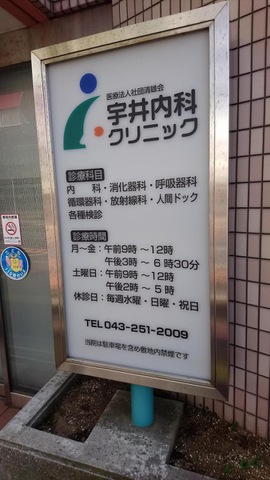 医療法人社団清雄会
宇井内科
クリニック
診療科目
内　科・消化器科・呼吸器科
循環器科・放射線科・人間ドック
各種検診
診療時間
月～金：午前9時 ～12時
午後3時 ～ 6時30分
土曜日：午前9時 ～12時
午後2時 ～ 5時
休診日：毎週水曜・日曜・祝日
TEL 043-251-2009
当院は駐車場を含め敷地内禁煙です